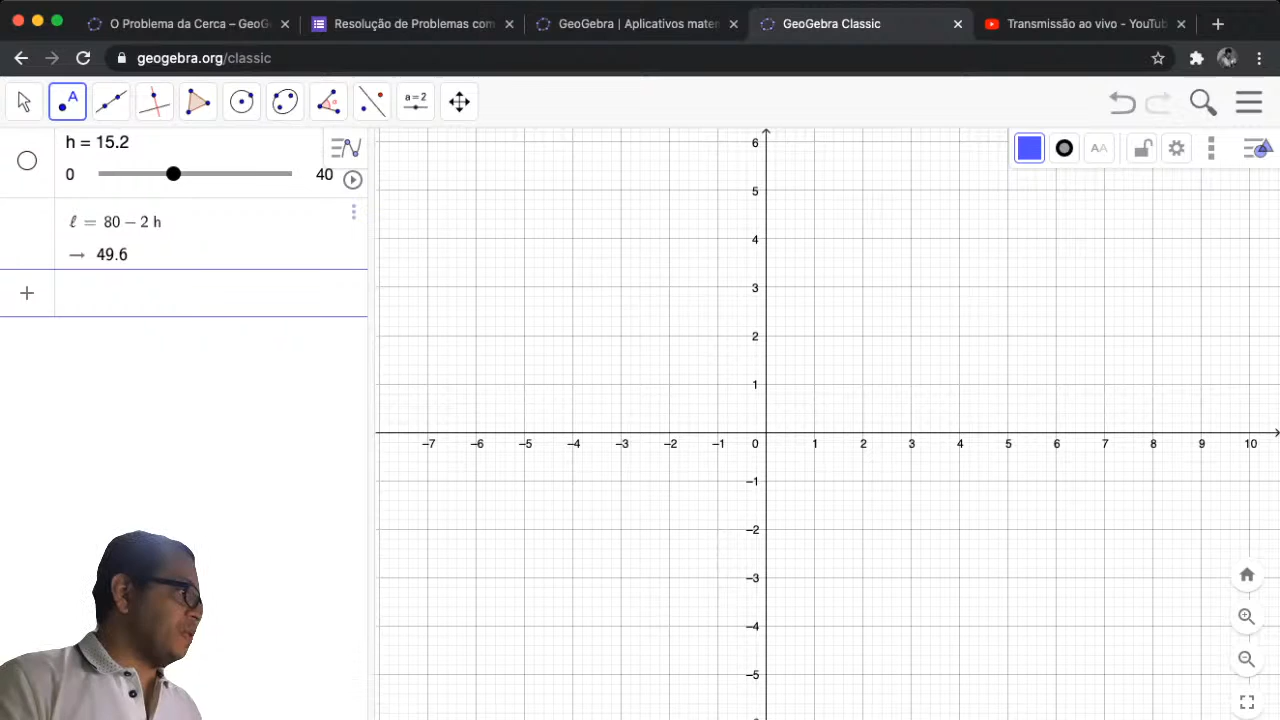 O Problema da Cerca – GeoG
Resolução de Problemas com
GeoGebra | Aplicativos mater
GeoGebra Classic
Transmissão ao vivo - YouTub
geogebra.org/classic
A
α
a=2
h = 15.2
0
40
ℓ = 80 − 2 h
→ 49.6
AA
6
5
4
3
2
1
−7 −6 −5 −4 −3 −2 −1 0 1 2 3 4 5 6 7 8 9 10
−1
−2
−3
−4
−5